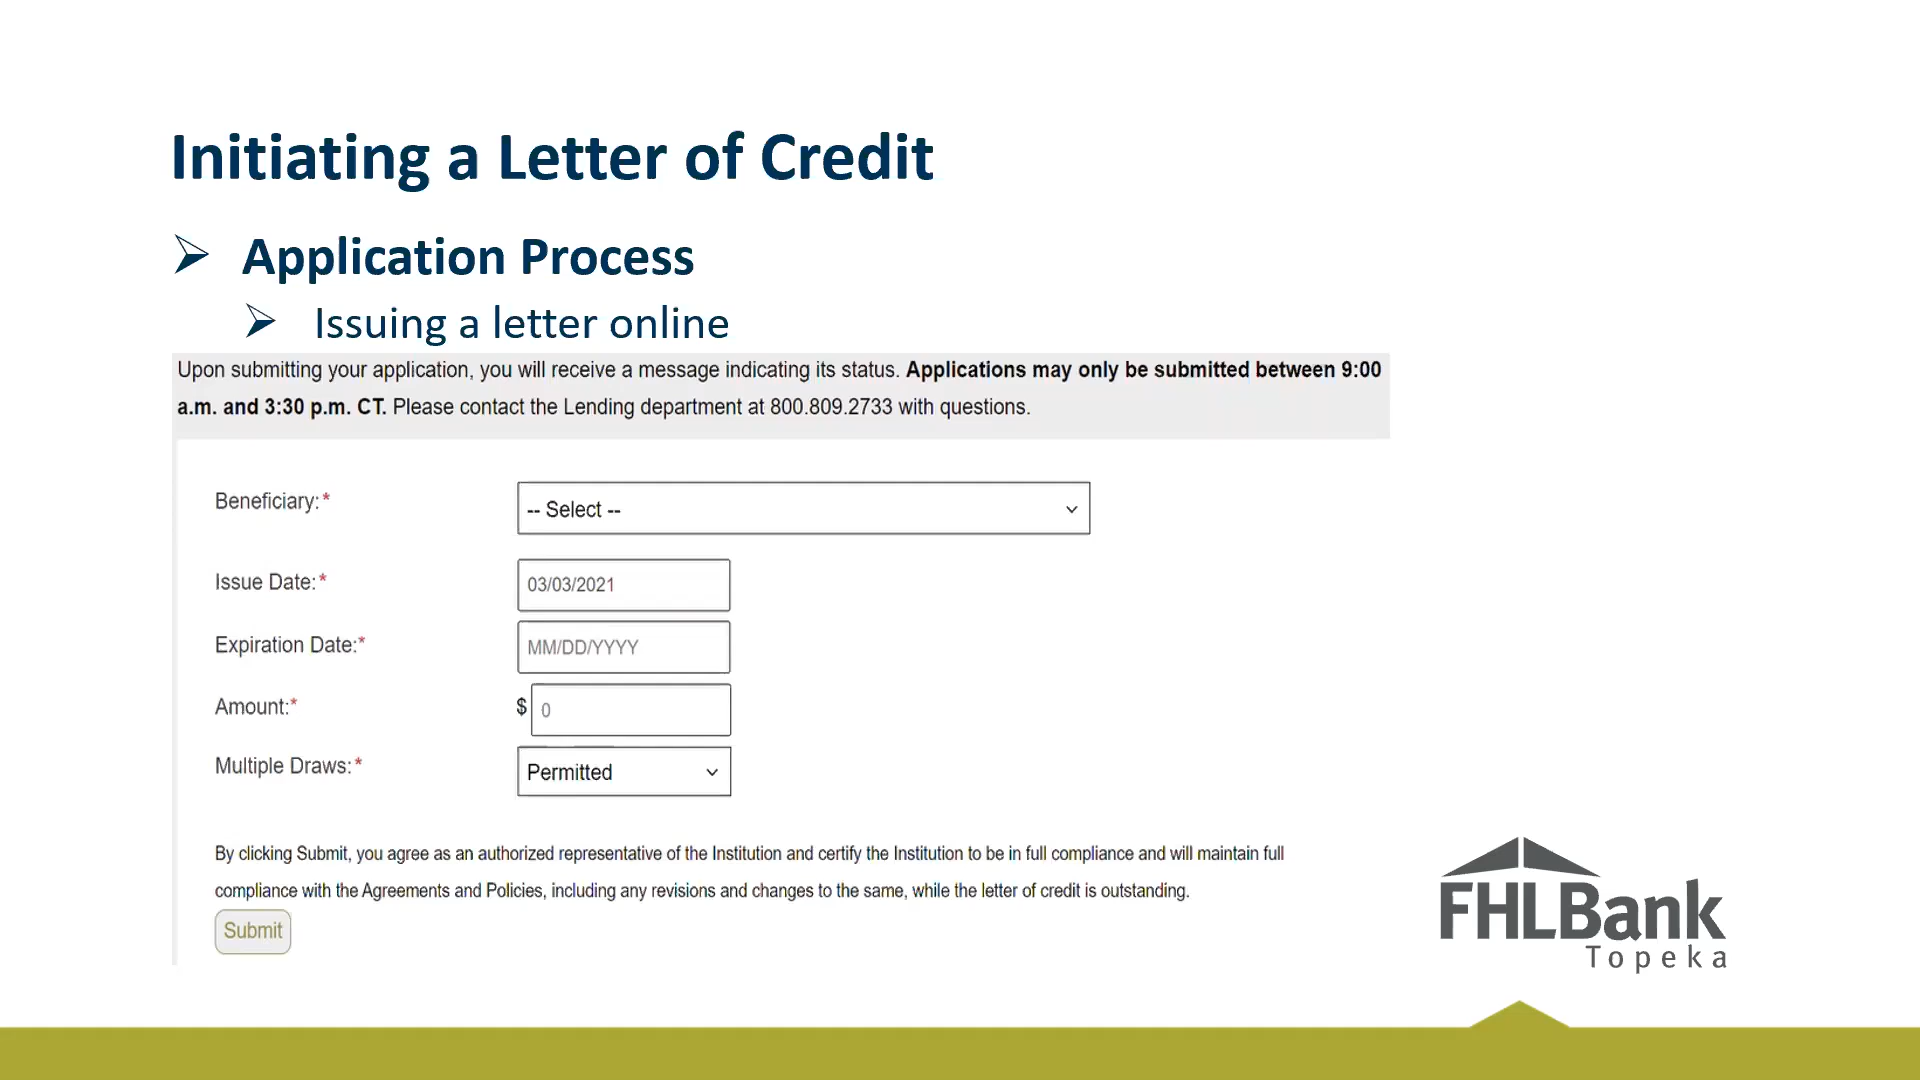 Initiating a Letter of Credit
Application Process
Issuing a letter online
Upon submitting your application, you will receive a message indicating its status. Applications may only be submitted between 9:00
a.m. and 3:30 p.m. CT. Please contact the Lending department at 800.809.2733 with questions.
Beneficiary:*
-- Select --
Issue Date:*
03/03/2021
Expiration Date:*
MM/DD/YYYY
Amount:*
$ 0
Multiple Draws:*
Permitted
By clicking Submit, you agree as an authorized representative of the Institution and certify the Institution to be in full compliance and will maintain full
compliance with the Agreements and Policies, including any revisions and changes to the same, while the letter of credit is outstanding.
Submit
FHLBank
Topeka